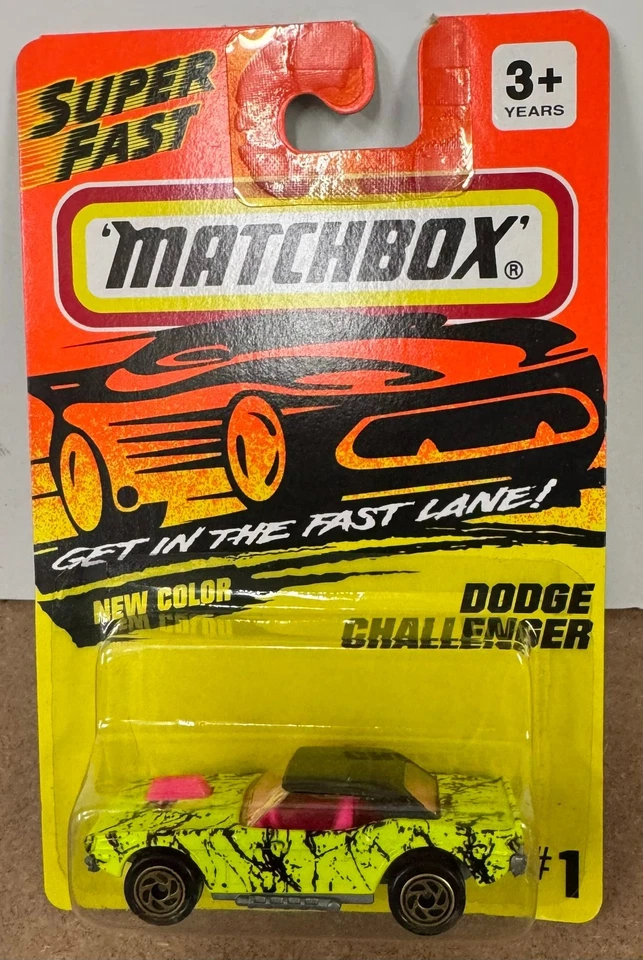 SUPER
FAST
3+
YEARS
'MATCHBOX'®
GET IN THE FAST LANE!
NEW COLOR
DODGE
CHALLENGER
#1